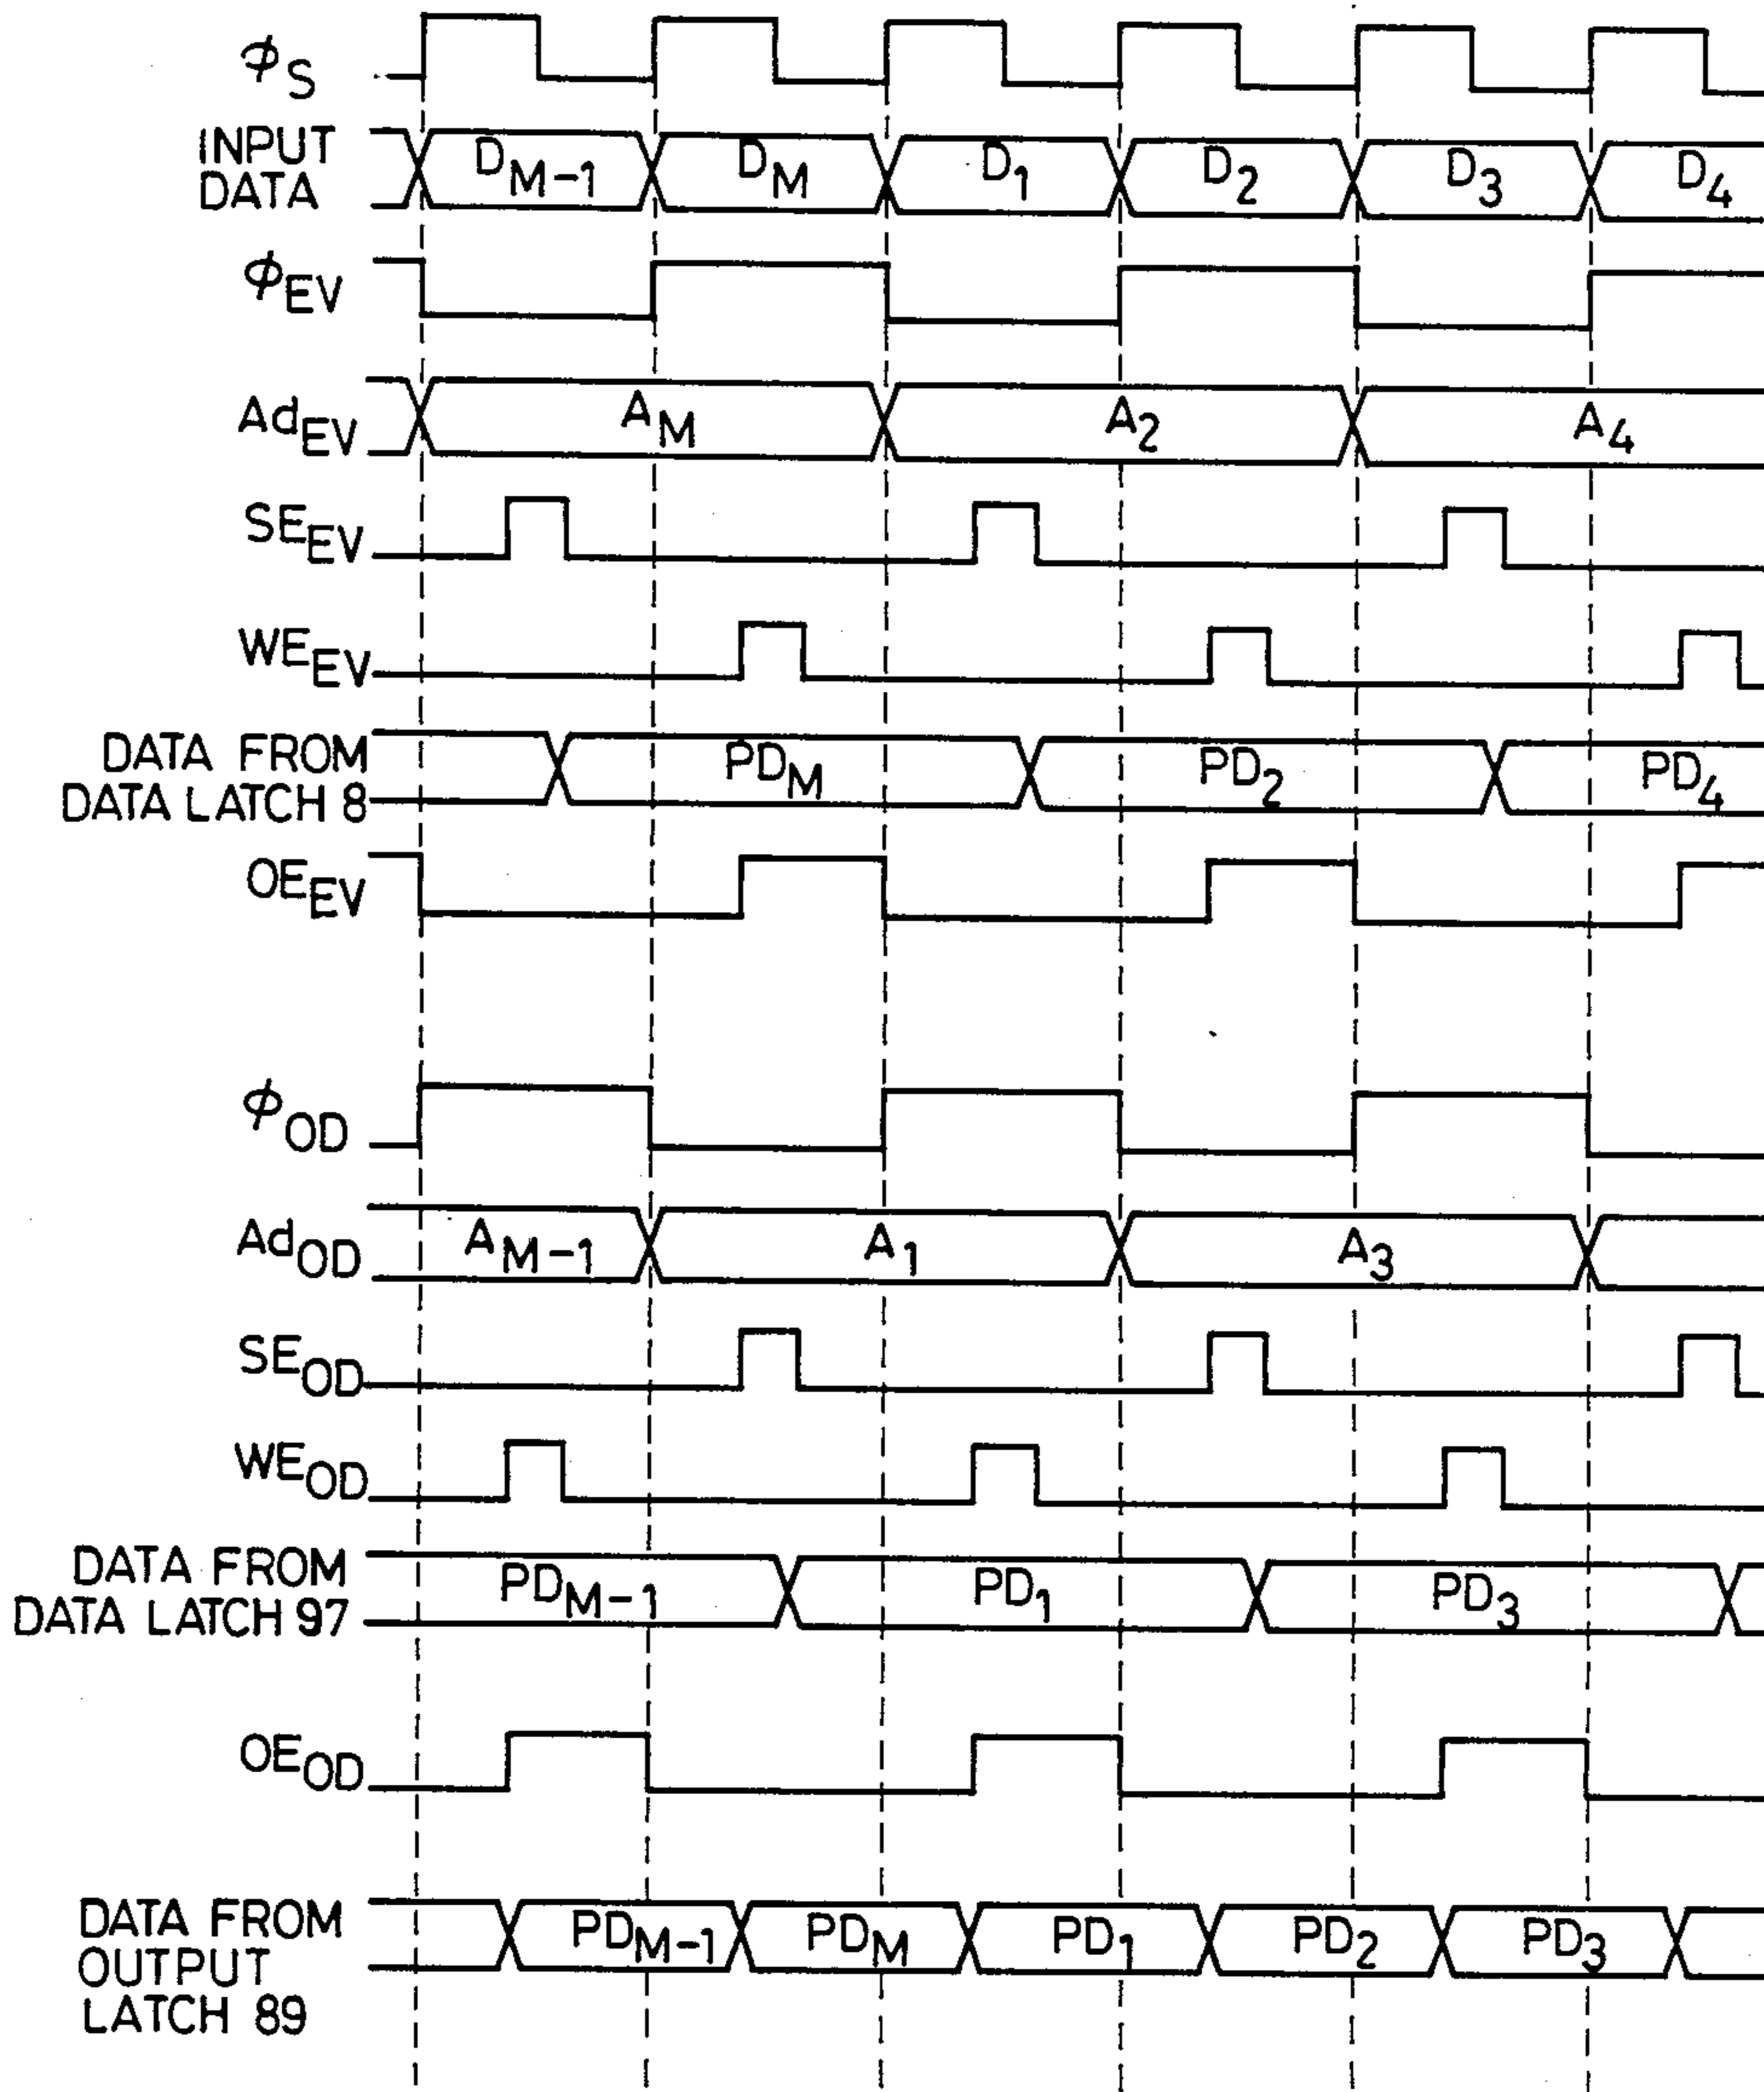 ϕS
INPUT
DATA
DM-1 DM D1 D2 D3 D4
ϕEV
AdEV AM A2 A4
SEEV
WEEV
DATA FROM
DATA LATCH 8
PDM PD2 PD4
OEEV
ϕOD
AdOD AM-1 A1 A3
SEOD
WEOD
DATA FROM
DATA LATCH 97
PDM-1 PD1 PD3
OEOD
DATA FROM
OUTPUT
LATCH 89
PDM-1 PDM PD1 PD2 PD3